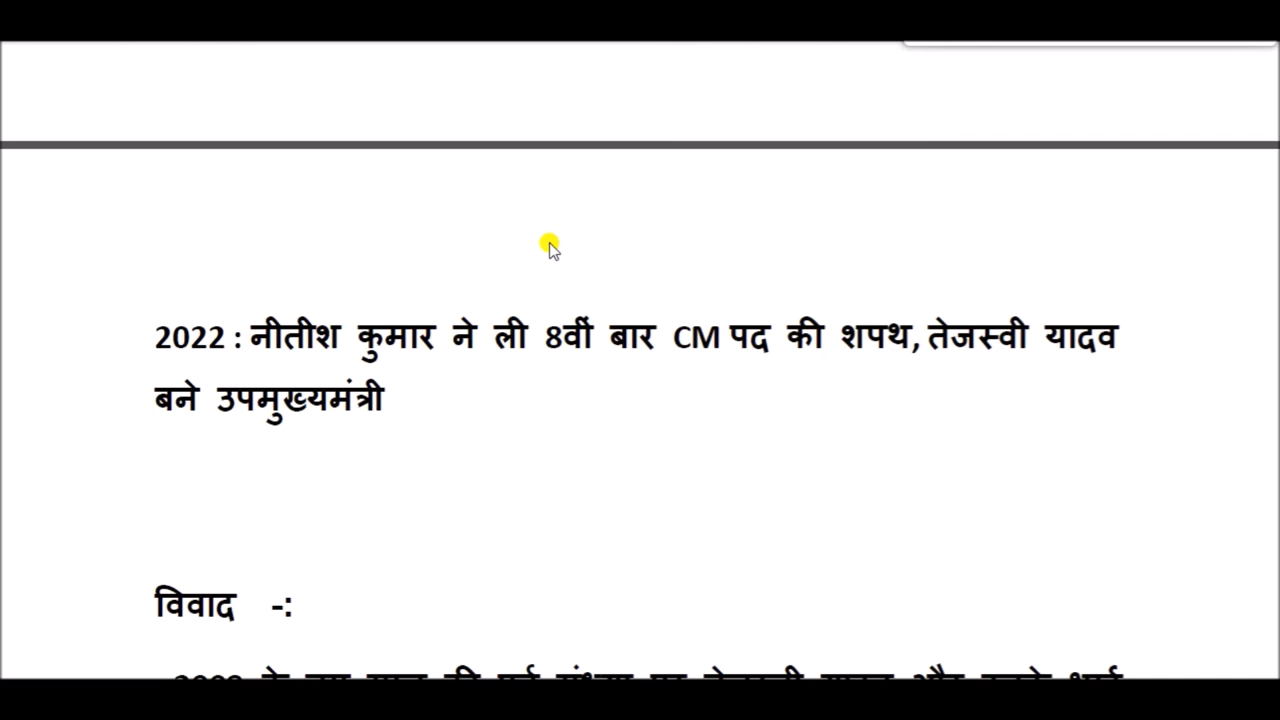 2022 : नीतीश कुमार ने ली 8वीं बार CM पद की शपथ, तेजस्वी यादव
बने उपमुख्यमंत्री
विवाद -: